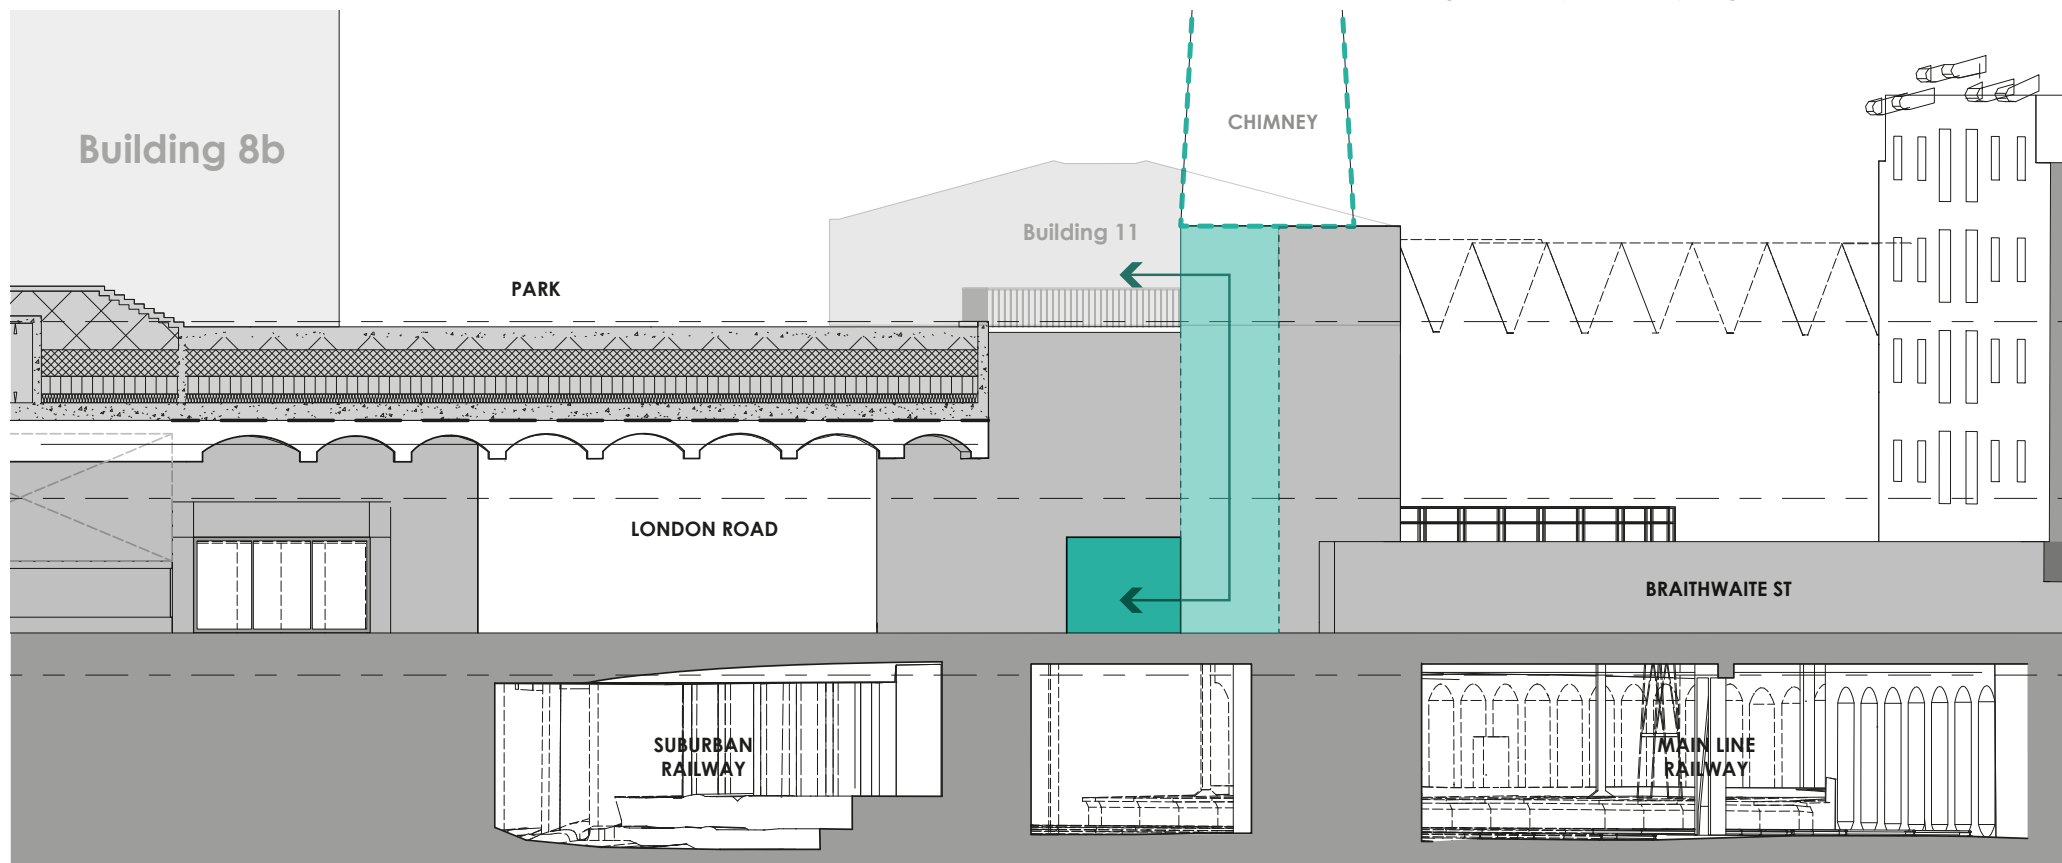 CHIMNEY
Building 8b
Building 11
PARK
LONDON ROAD
BRAITHWAITE ST
SUBURBAN
RAILWAY
MAIN LINE
RAILWAY